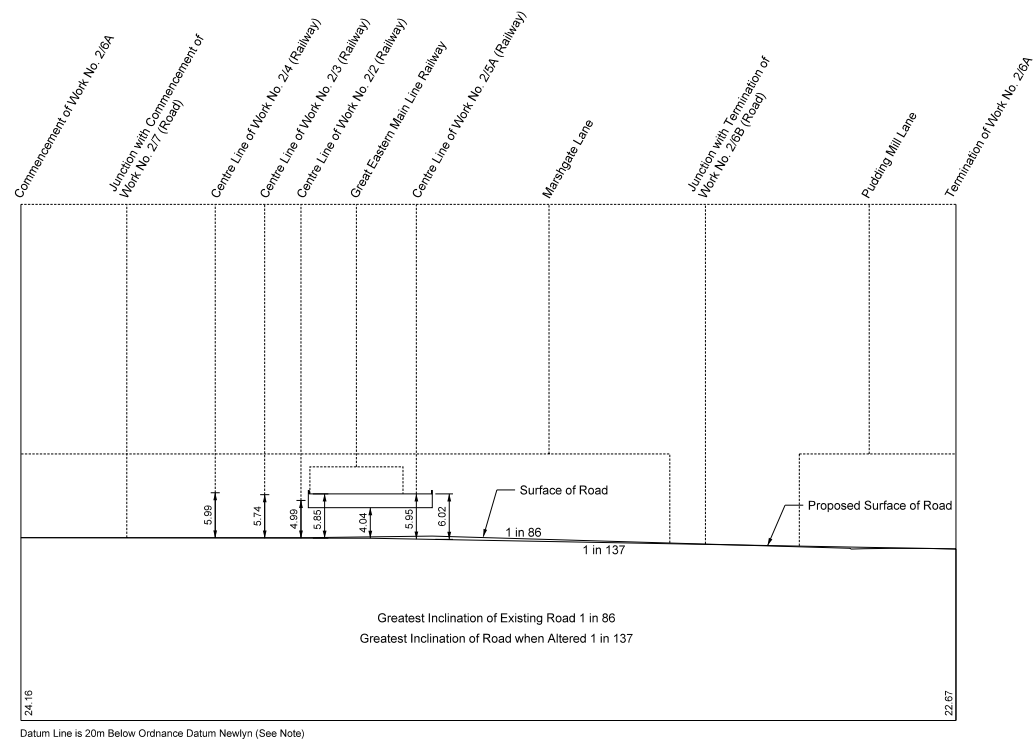 Commencement of Work No. 2/6A
Junction with Commencement of
Work No. 2/7 (Road)
Centre Line of Work No. 2/4 (Railway)
Centre Line of Work No. 2/3 (Railway)
Centre Line of Work No. 2/2 (Railway)
Great Eastern Main Line Railway
Centre Line of Work No. 2/5A (Railway)
Marshgate Lane
Junction with Termination of
Work No. 2/6B (Road)
Pudding Mill Lane
Termination of Work No. 2/6A
5.99
5.74
4.99
5.85
4.04
5.95
6.02
Surface of Road
Proposed Surface of Road
1 in 86
1 in 137
Greatest Inclination of Existing Road 1 in 86
Greatest Inclination of Road when Altered 1 in 137
24.16
22.67
Datum Line is 20m Below Ordnance Datum Newlyn (See Note)